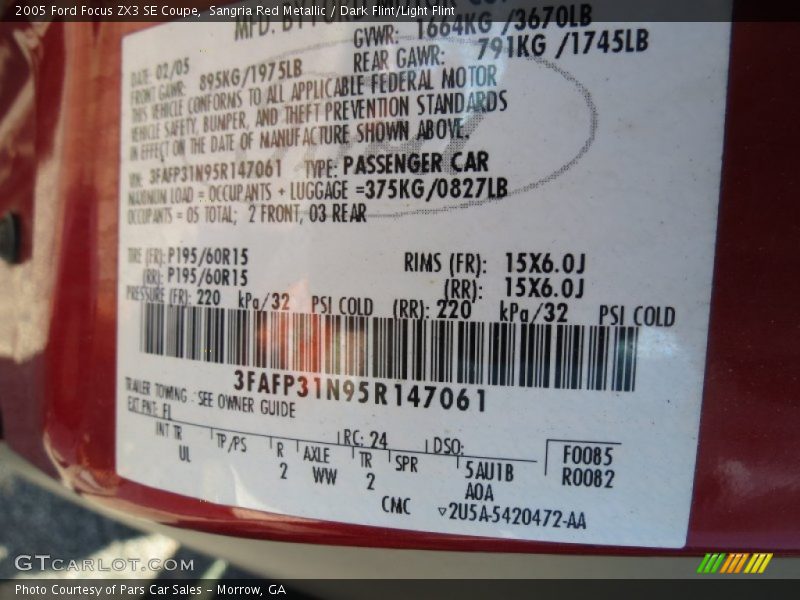 2005 Ford Focus ZX3 SE Coupe, Sangria Red Metallic / Dark Flint/Light Flint
MFD. BY
DATE: 02/05 GVWR: 1664KG /3670LB
FRONT GAWR: 895KG/1975LB REAR GAWR: 791KG /1745LB
THIS VEHICLE CONFORMS TO ALL APPLICABLE FEDERAL MOTOR
VEHICLE SAFETY, BUMPER, AND THEFT PREVENTION STANDARDS
IN EFFECT ON THE DATE OF MANUFACTURE SHOWN ABOVE.
VIN: 3FAFP31N95R147061 TYPE: PASSENGER CAR
MAXIMUM LOAD = OCCUPANTS + LUGGAGE =375KG/0827LB
OCCUPANTS = 05 TOTAL; 2 FRONT, 03 REAR
TIRE (FR): P195/60R15 RIMS (FR): 15X6.0J
(RR): P195/60R15 (RR): 15X6.0J
PRESSURE (FR): 220 kPa/32 PSI COLD (RR): 220 kPa/32 PSI COLD
3FAFP31N95R147061
TRAILER TOWING - SEE OWNER GUIDE
EXT PNT: FL RC: 24 DSO:
INT TR TP/PS R AXLE TR SPR 5AU1B F0085
UL 2 WW 2 AOA R0082
CMC ▿2U5A-5420472-AA
GTCARLOT.COM
Photo Courtesy of Pars Car Sales - Morrow, GA